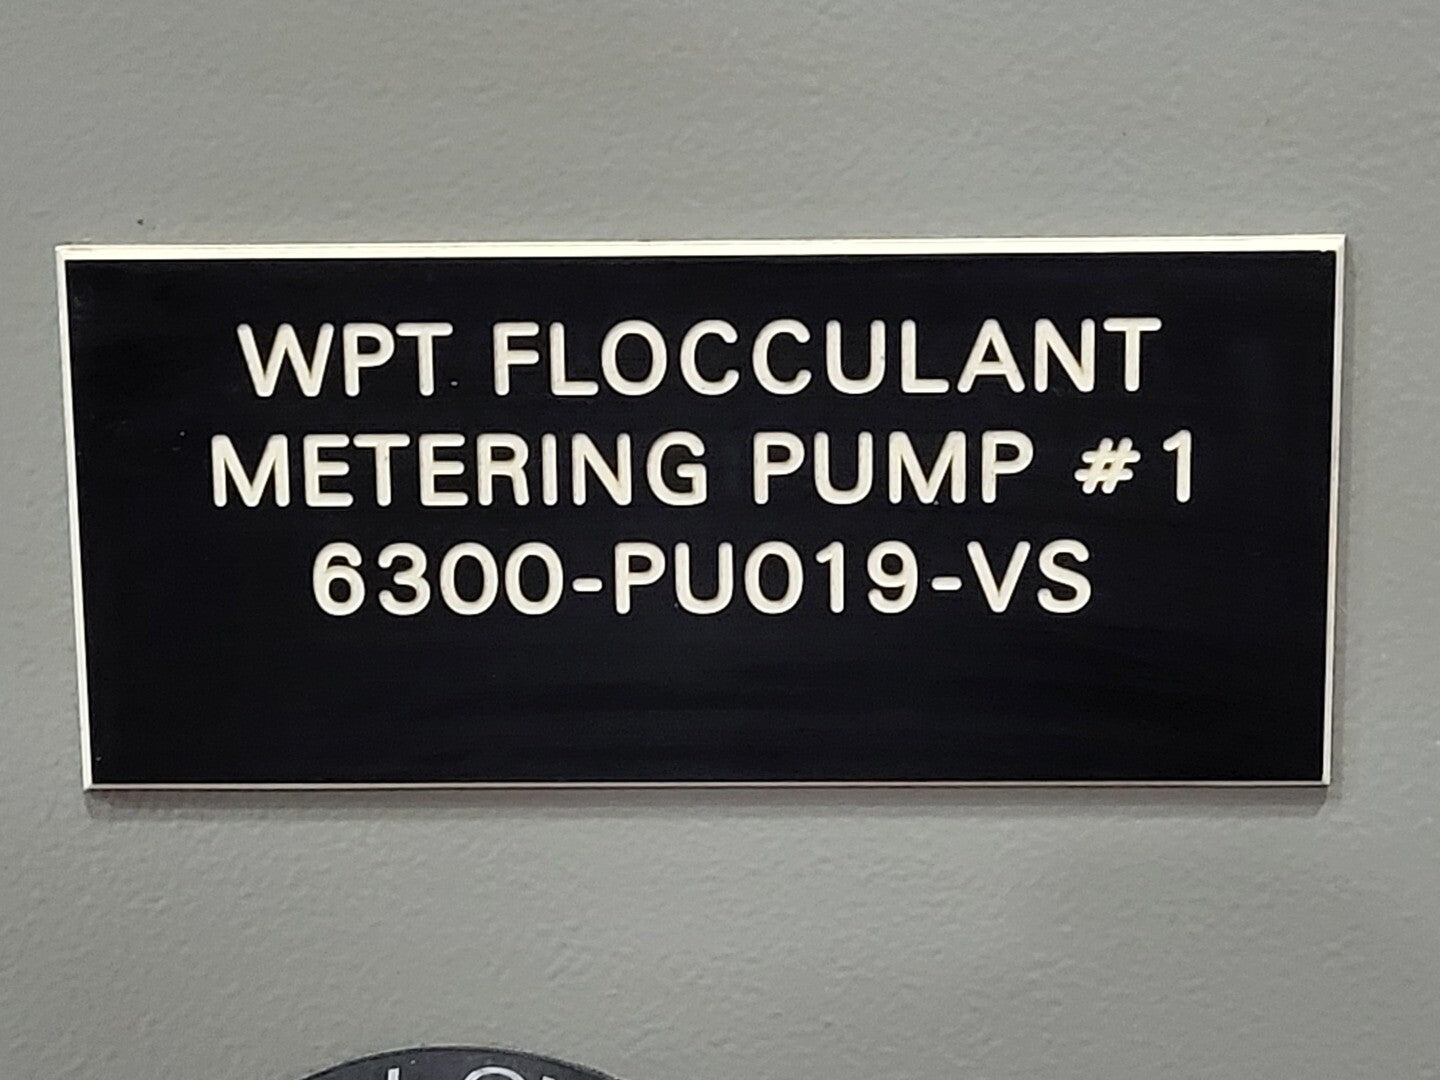 WPT FLOCCULANT
METERING PUMP #1
6300-PU019-VS